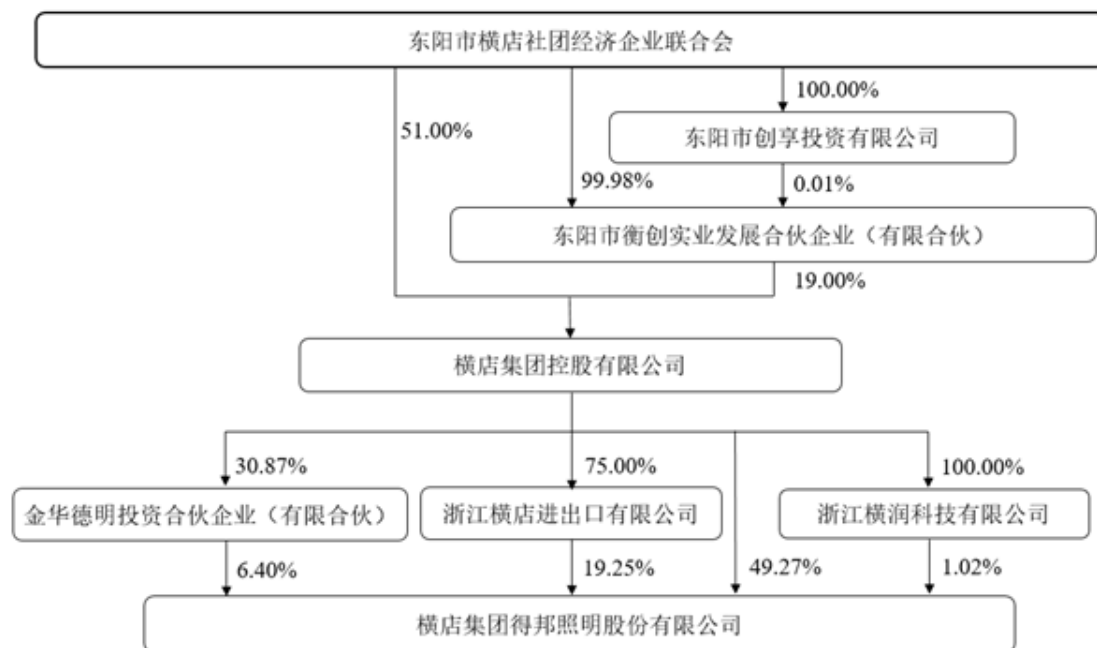 东阳市横店社团经济企业联合会
100.00%
51.00%
东阳市创享投资有限公司
99.98%
0.01%
东阳市衡创实业发展合伙企业（有限合伙）
19.00%
横店集团控股有限公司
30.87%
75.00%
100.00%
金华德明投资合伙企业（有限合伙）
浙江横店进出口有限公司
浙江横润科技有限公司
6.40%
19.25%
49.27%
1.02%
横店集团得邦照明股份有限公司